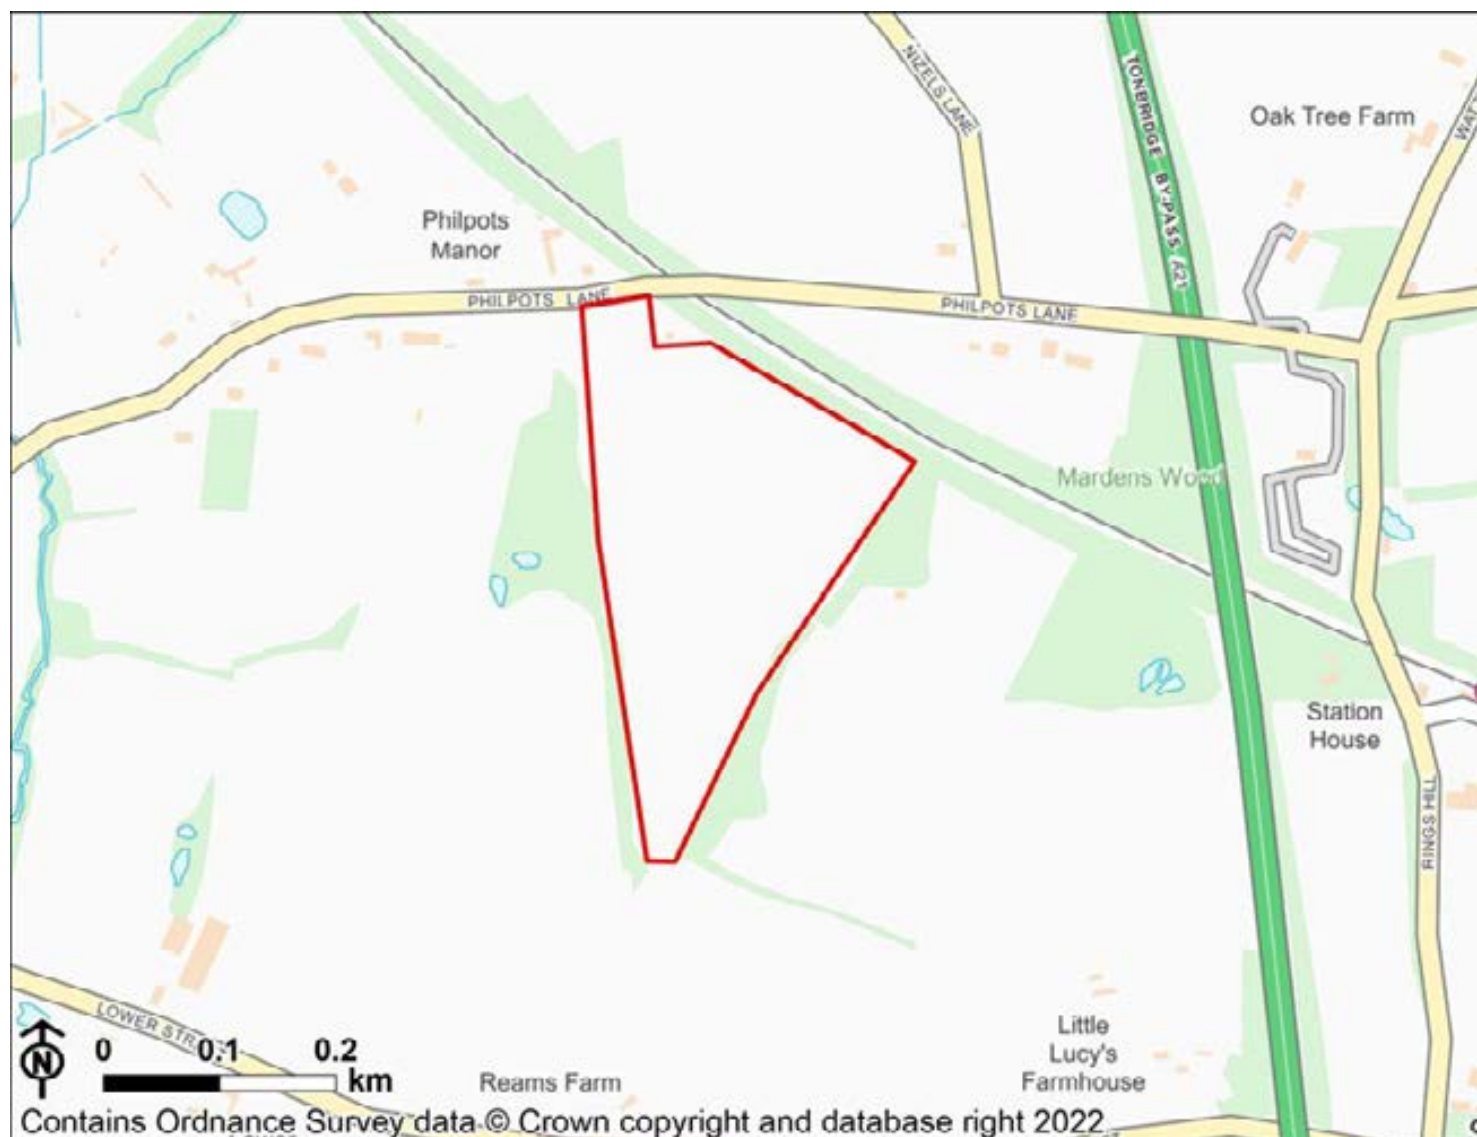 NIZELS LANE
TONBRIDGE BY-PASS A21
Oak Tree Farm
Philpots
Manor
PHILPOTS LANE
PHILPOTS LANE
Mardens Wood
Station
House
RINGS HILL
LOWER
Little
Lucy's
Farmhouse
Reams Farm
N
0 0.1 0.2
km
Contains Ordnance Survey data © Crown copyright and database right 2022